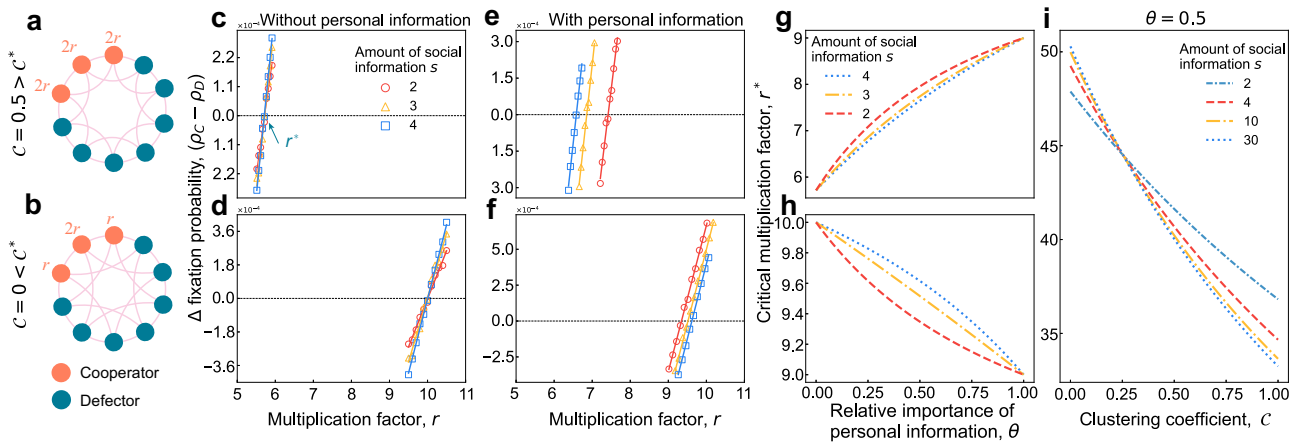 a
𝒞 = 0.5 > 𝒞*
2r
2r
2r
b
𝒞 = 0 < 𝒞*
2r
r
r
Cooperator
Defector
c
Without personal information
×10⁻⁴
Δ fixation probability, (ρC − ρD)
2.2
1.1
0.0
1.1
2.2
Amount of social
information s
2
3
4
r*
d
3.6
1.8
0.0
−1.8
−3.6
5 6 7 8 9 10 11
Multiplication factor, r
e
With personal information
×10⁻⁴
3.0
1.5
0.0
1.5
3.0
f
×10⁻⁴
5.0
2.5
0.0
−2.5
5 6 7 8 9 10 11
Multiplication factor, r
g
Critical multiplication factor, r*
9
8
7
6
Amount of social
information s
4
3
2
h
10.0
9.8
9.6
9.4
9.2
9.0
0.00 0.25 0.50 0.75 1.00
Relative importance of
personal information, θ
i
θ = 0.5
50
45
40
35
Amount of social
information s
2
4
10
30
0.00 0.25 0.50 0.75 1.00
Clustering coefficient, 𝒞